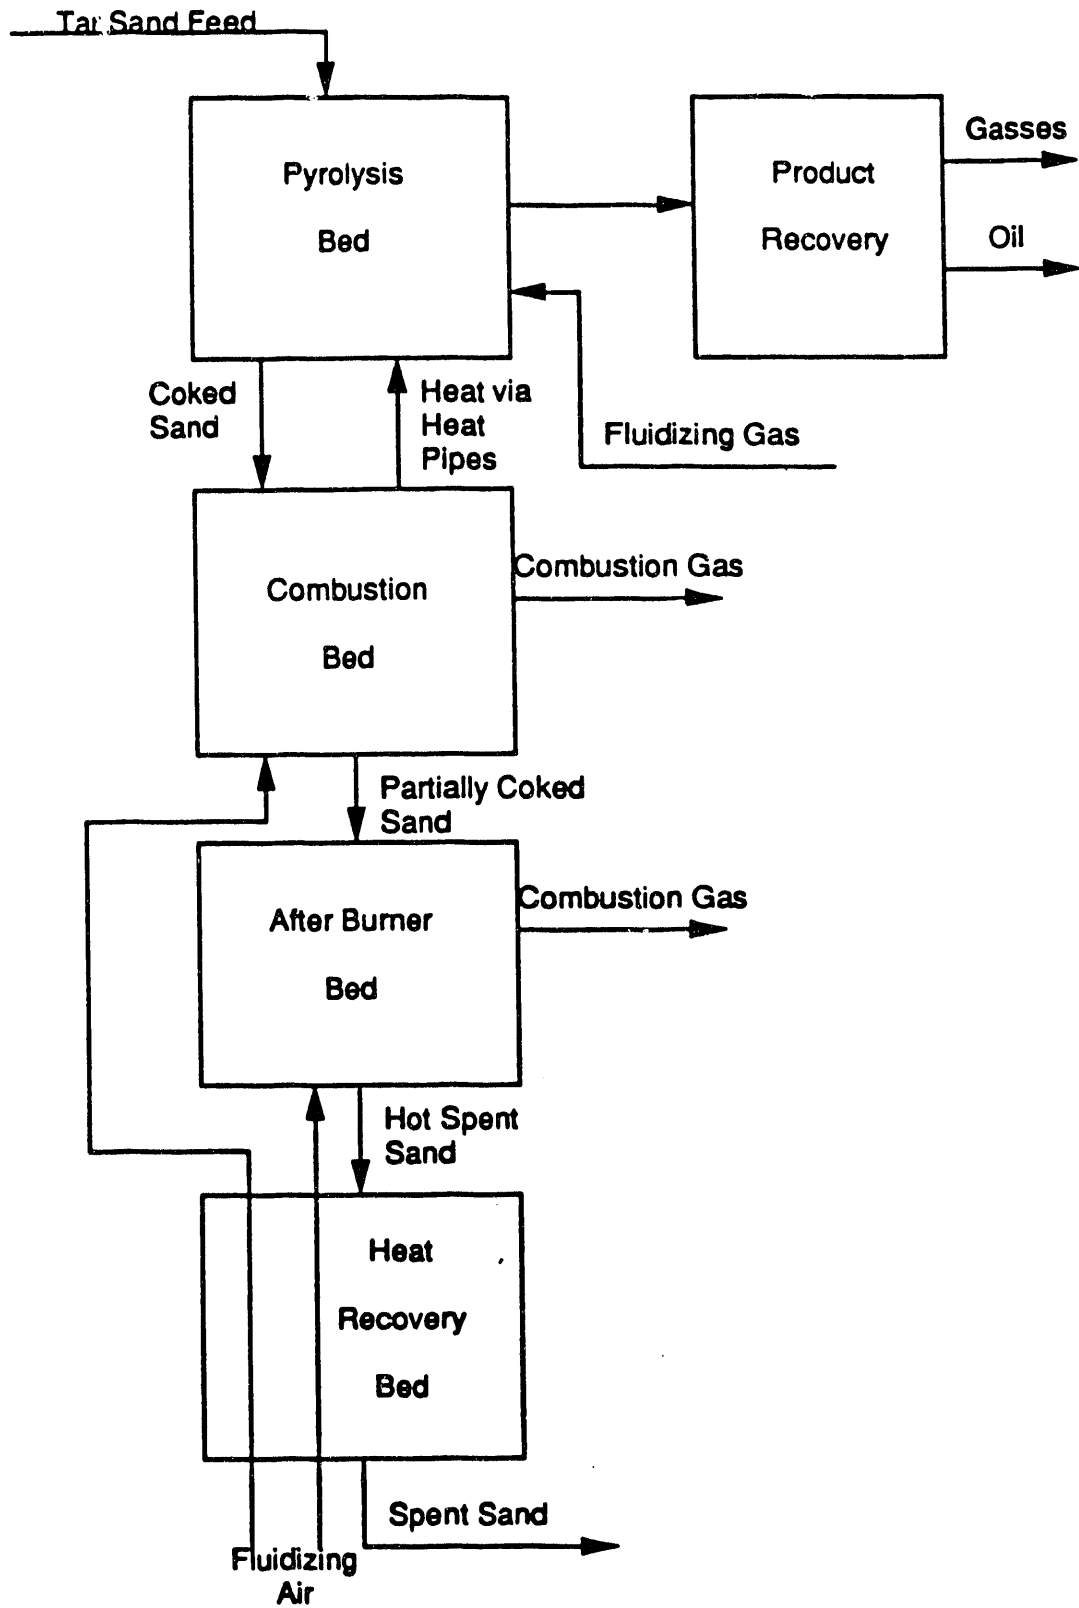 Tar Sand Feed
Pyrolysis
Bed
Product
Recovery
Gasses
Oil
Coked
Sand
Heat via
Heat
Pipes
Fluidizing Gas
Combustion
Bed
Combustion Gas
Partially Coked
Sand
After Burner
Bed
Combustion Gas
Hot Spent
Sand
Heat
Recovery
Bed
Spent Sand
Fluidizing
Air